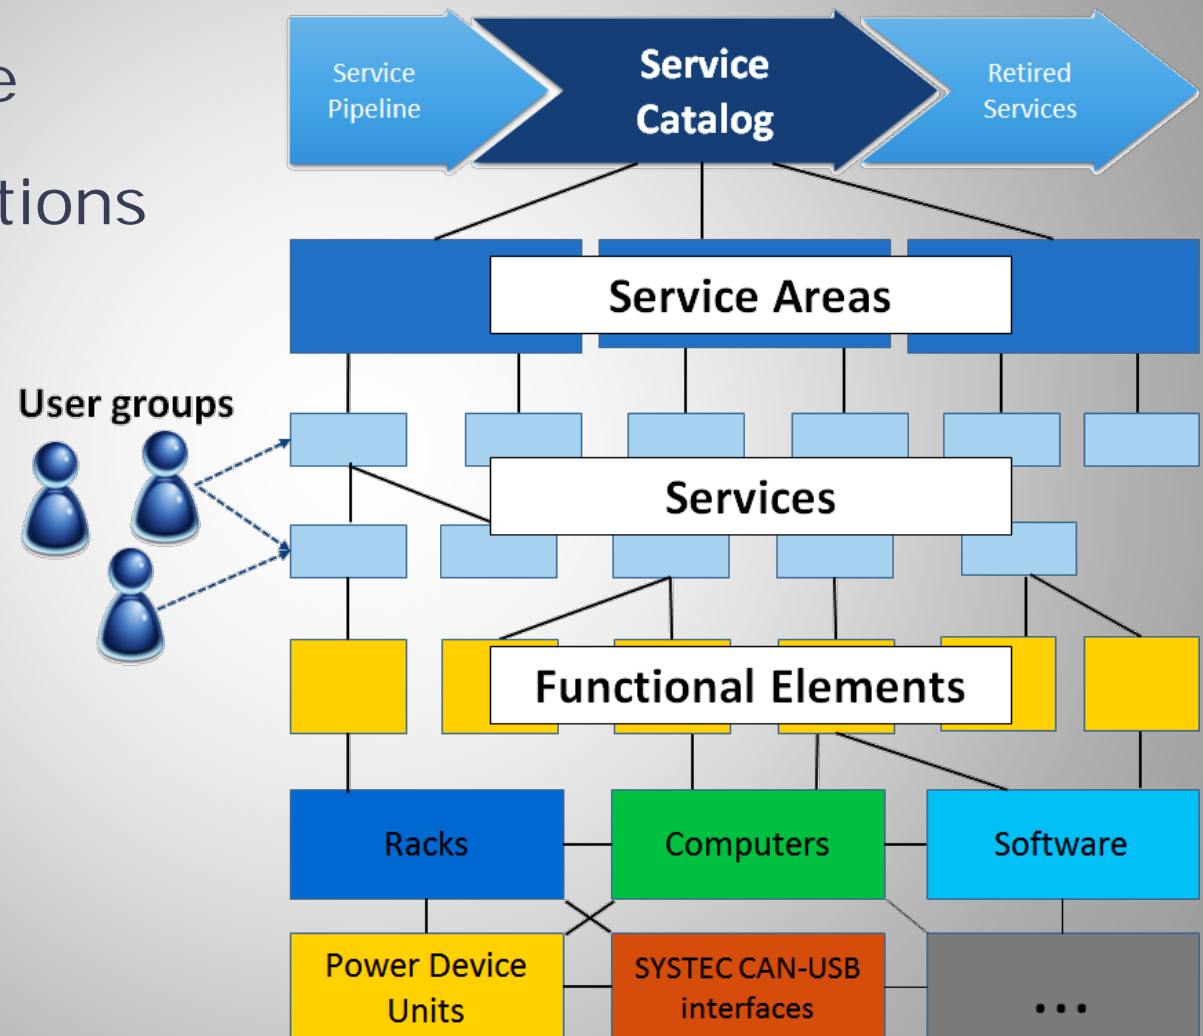 e
tions
Service
Pipeline
Service
Catalog
Retired
Services
Service Areas
User groups
Services
Functional Elements
Racks
Computers
Software
Power Device
Units
SYSTEC CAN-USB
interfaces
...